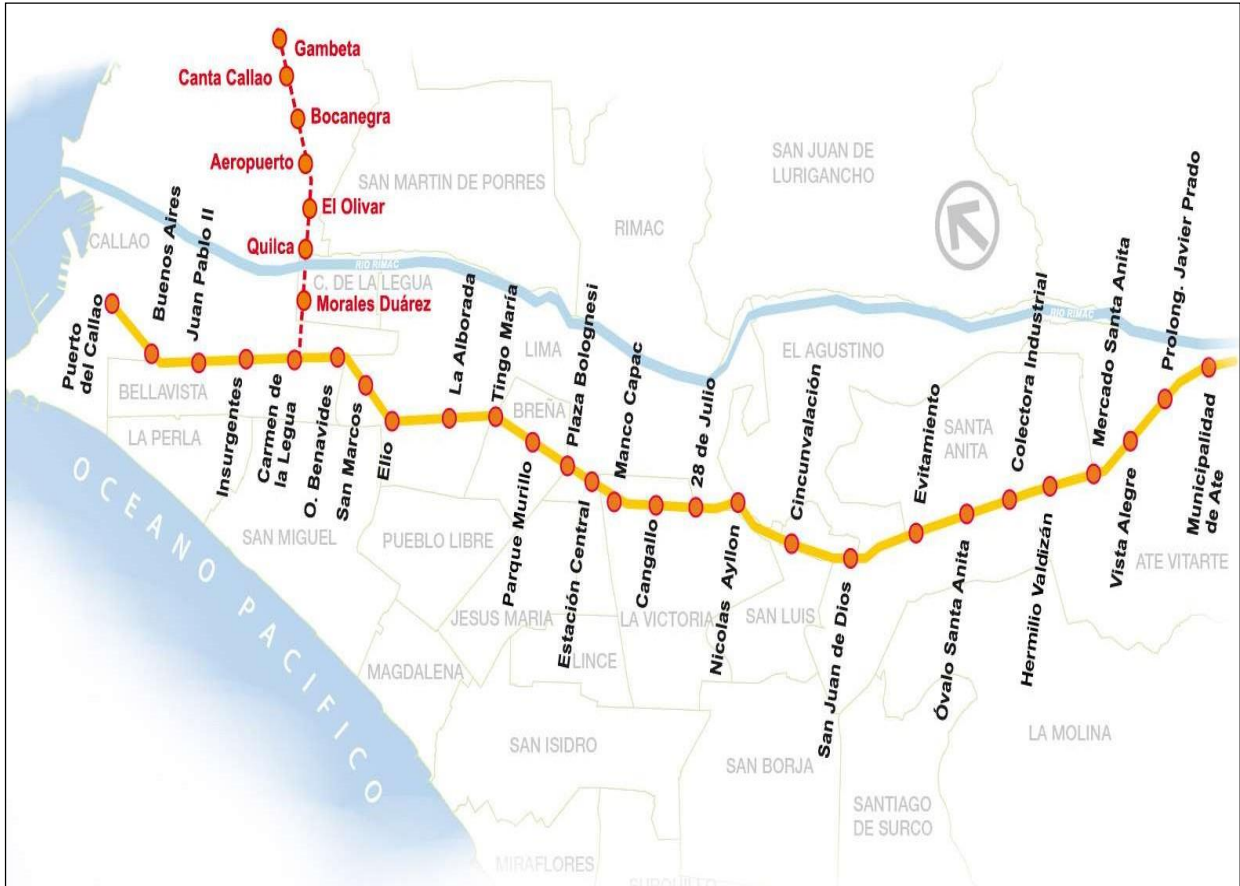 Gambeta
Canta Callao
Bocanegra
Aeropuerto
El Olivar
Quilca
Morales Duárez
SAN MARTIN DE PORRES
SAN JUAN DE
LURIGANCHO
RIMAC
CALLAO
RIO RIMAC
C. DE LA LEGUA
RIO RIMAC
LIMA
EL AGUSTINO
BELLAVISTA
LA PERLA
BREÑA
SANTA
ANITA
SAN MIGUEL
PUEBLO LIBRE
JESUS MARIA
LA VICTORIA
SAN LUIS
ATE VITARTE
MAGDALENA
LINCE
SAN ISIDRO
SAN BORJA
LA MOLINA
SANTIAGO
DE SURCO
MIRAFLORES
OCEANO PACIFICO
Puerto
del Callao
Buenos Aires
Juan Pablo II
Insurgentes
Carmen de
la Legua
O. Benavides
San Marcos
Elio
La Alborada
Tingo María
Parque Murillo
Plaza Bolognesi
Estación Central
Manco Capac
Cangallo
28 de Julio
Nicolas Ayllon
Cincunvalación
San Juan de Dios
Evitamiento
Óvalo Santa Anita
Colectora Industrial
Hermilio Valdizán
Mercado Santa Anita
Vista Alegre
Prolong. Javier Prado
Municipalidad
de Ate